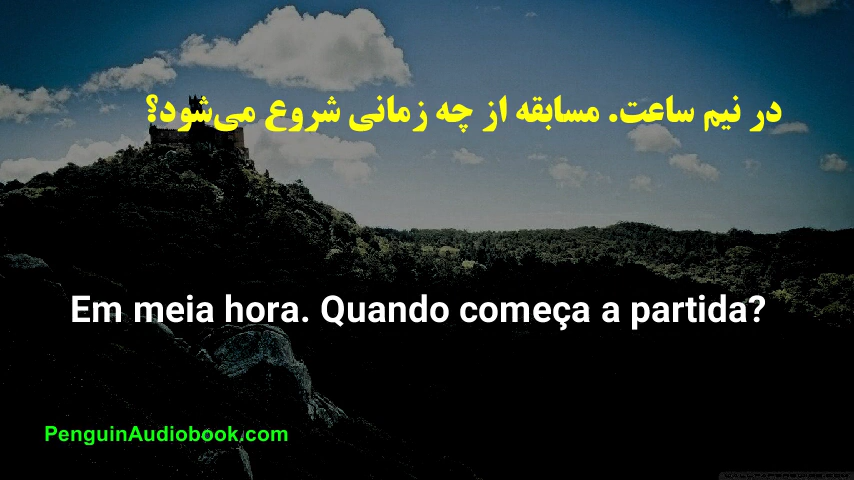 در نیم ساعت. مسابقه از چه زمانی شروع می‌شود؟
Em meia hora. Quando começa a partida?
PenguinAudiobook.com